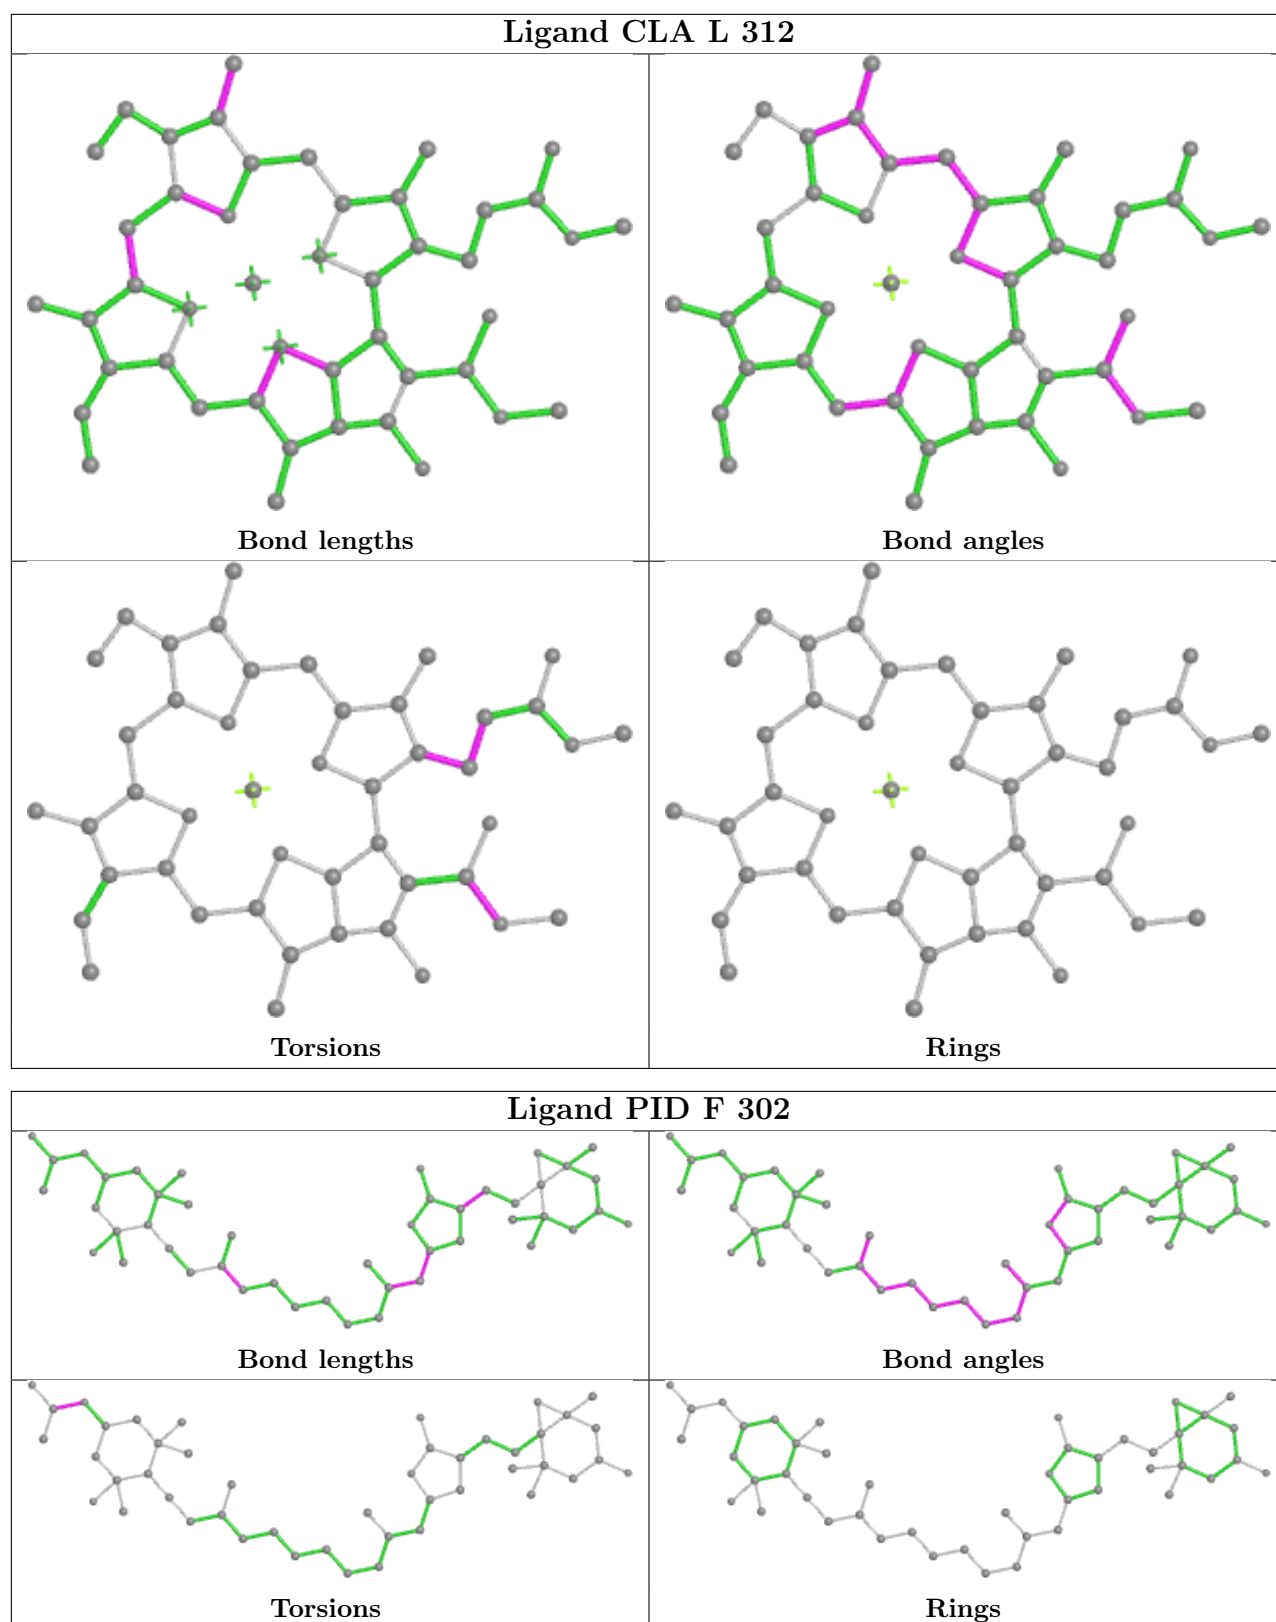 Ligand CLA L 312
Bond lengths
Bond angles
Torsions
Rings
Ligand PID F 302
Bond lengths
Bond angles
Torsions
Rings